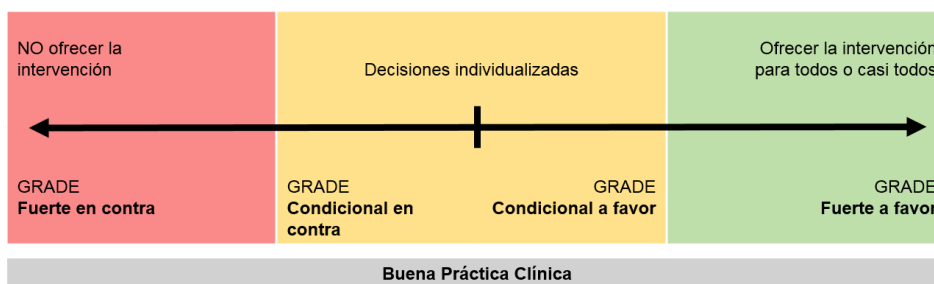 NO ofrecer la
intervención
Decisiones individualizadas
Ofrecer la intervención
para todos o casi todos
GRADE
Fuerte en contra
GRADE
Condicional en
contra
GRADE
Condicional a favor
GRADE
Fuerte a favor
Buena Práctica Clínica